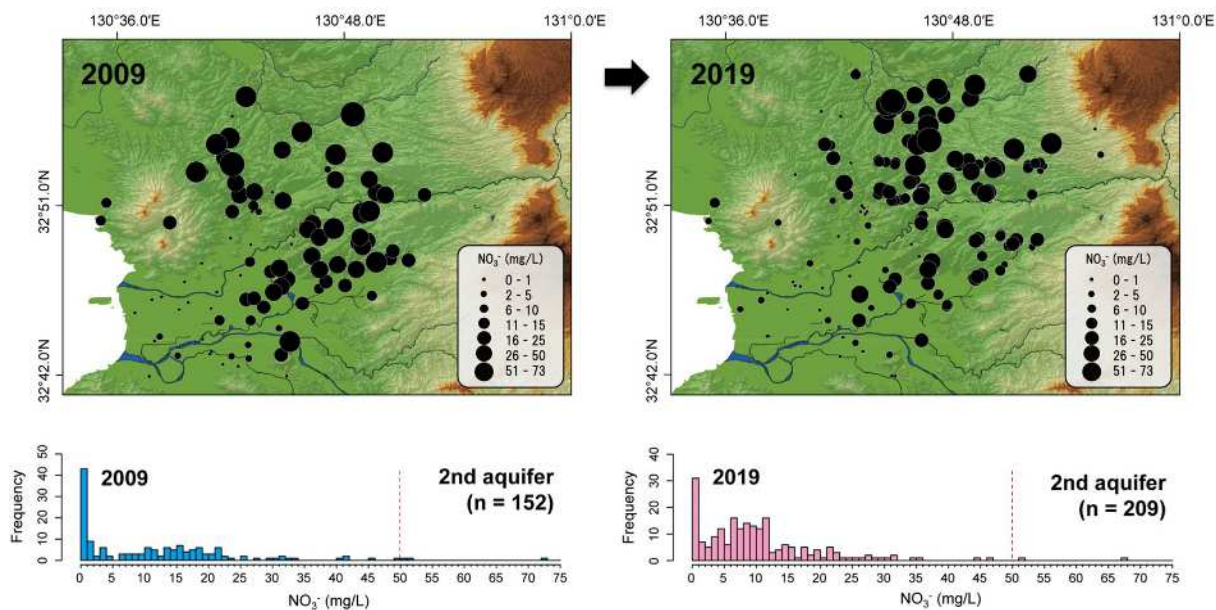 130°36.0'E 130°48.0'E 131°0.0'E
2009
32°51.0'N
32°42.0'N
NO₃⁻ (mg/L)
0 - 1
2 - 5
6 - 10
11 - 15
16 - 25
26 - 50
51 - 73
130°36.0'E 130°48.0'E 131°0.0'E
2019
32°51.0'N
32°42.0'N
NO₃⁻ (mg/L)
0 - 1
2 - 5
6 - 10
11 - 15
16 - 25
26 - 50
51 - 73
Frequency
50
40
30
20
10
0
2009
2nd aquifer
(n = 152)
0 5 10 15 20 25 30 35 40 45 50 55 60 65 70 75
NO₃⁻ (mg/L)
Frequency
40
30
20
10
0
2019
2nd aquifer
(n = 209)
0 5 10 15 20 25 30 35 40 45 50 55 60 65 70 75
NO₃⁻ (mg/L)